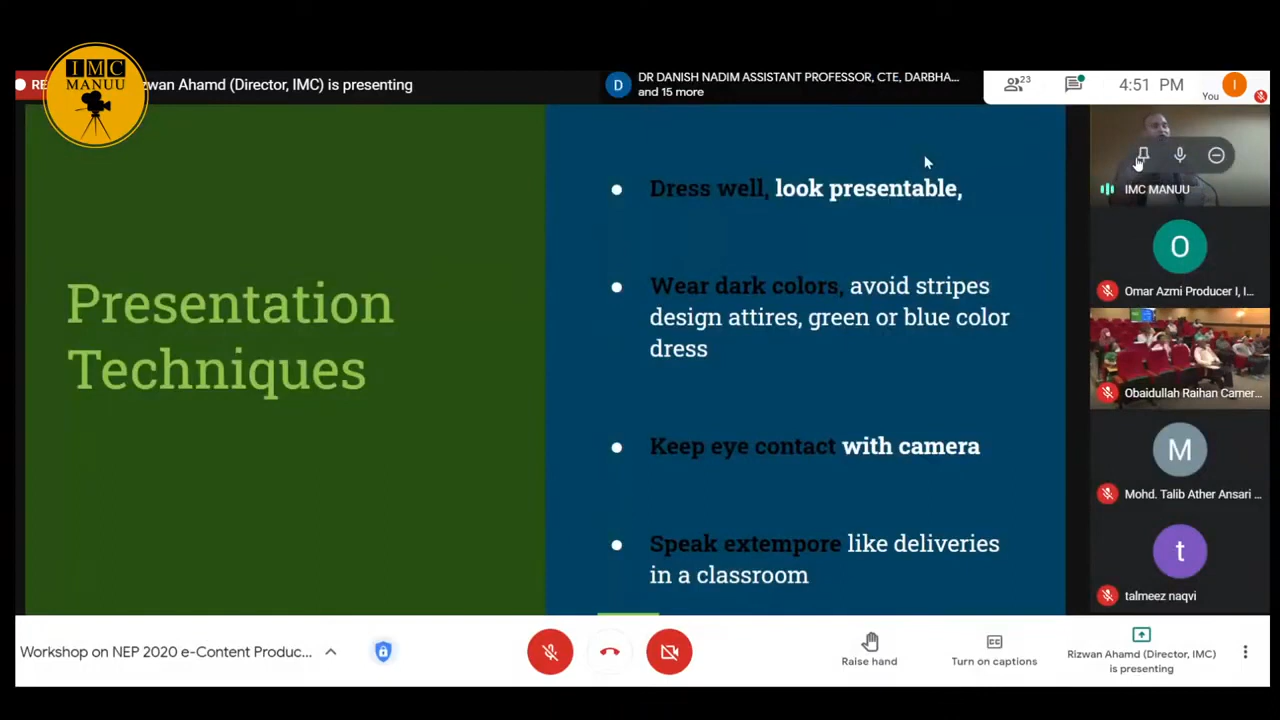 IMC
MANUU
RE
zwan Ahamd (Director, IMC) is presenting
D
DR DANISH NADIM ASSISTANT PROFESSOR, CTE, DARBHA...
and 15 more
23
4:51 PM
You
I
Presentation
Techniques
Dress well, look presentable,
Wear dark colors, avoid stripes
design attires, green or blue color
dress
Keep eye contact with camera
Speak extempore like deliveries
in a classroom
IMC MANUU
O
Omar Azmi Producer I, I...
Obaidullah Raihan Camer...
M
Mohd. Talib Ather Ansari ...
t
talmeez naqvi
Workshop on NEP 2020 e-Content Produc...
Raise hand
CC
Turn on captions
Rizwan Ahamd (Director, IMC)
is presenting